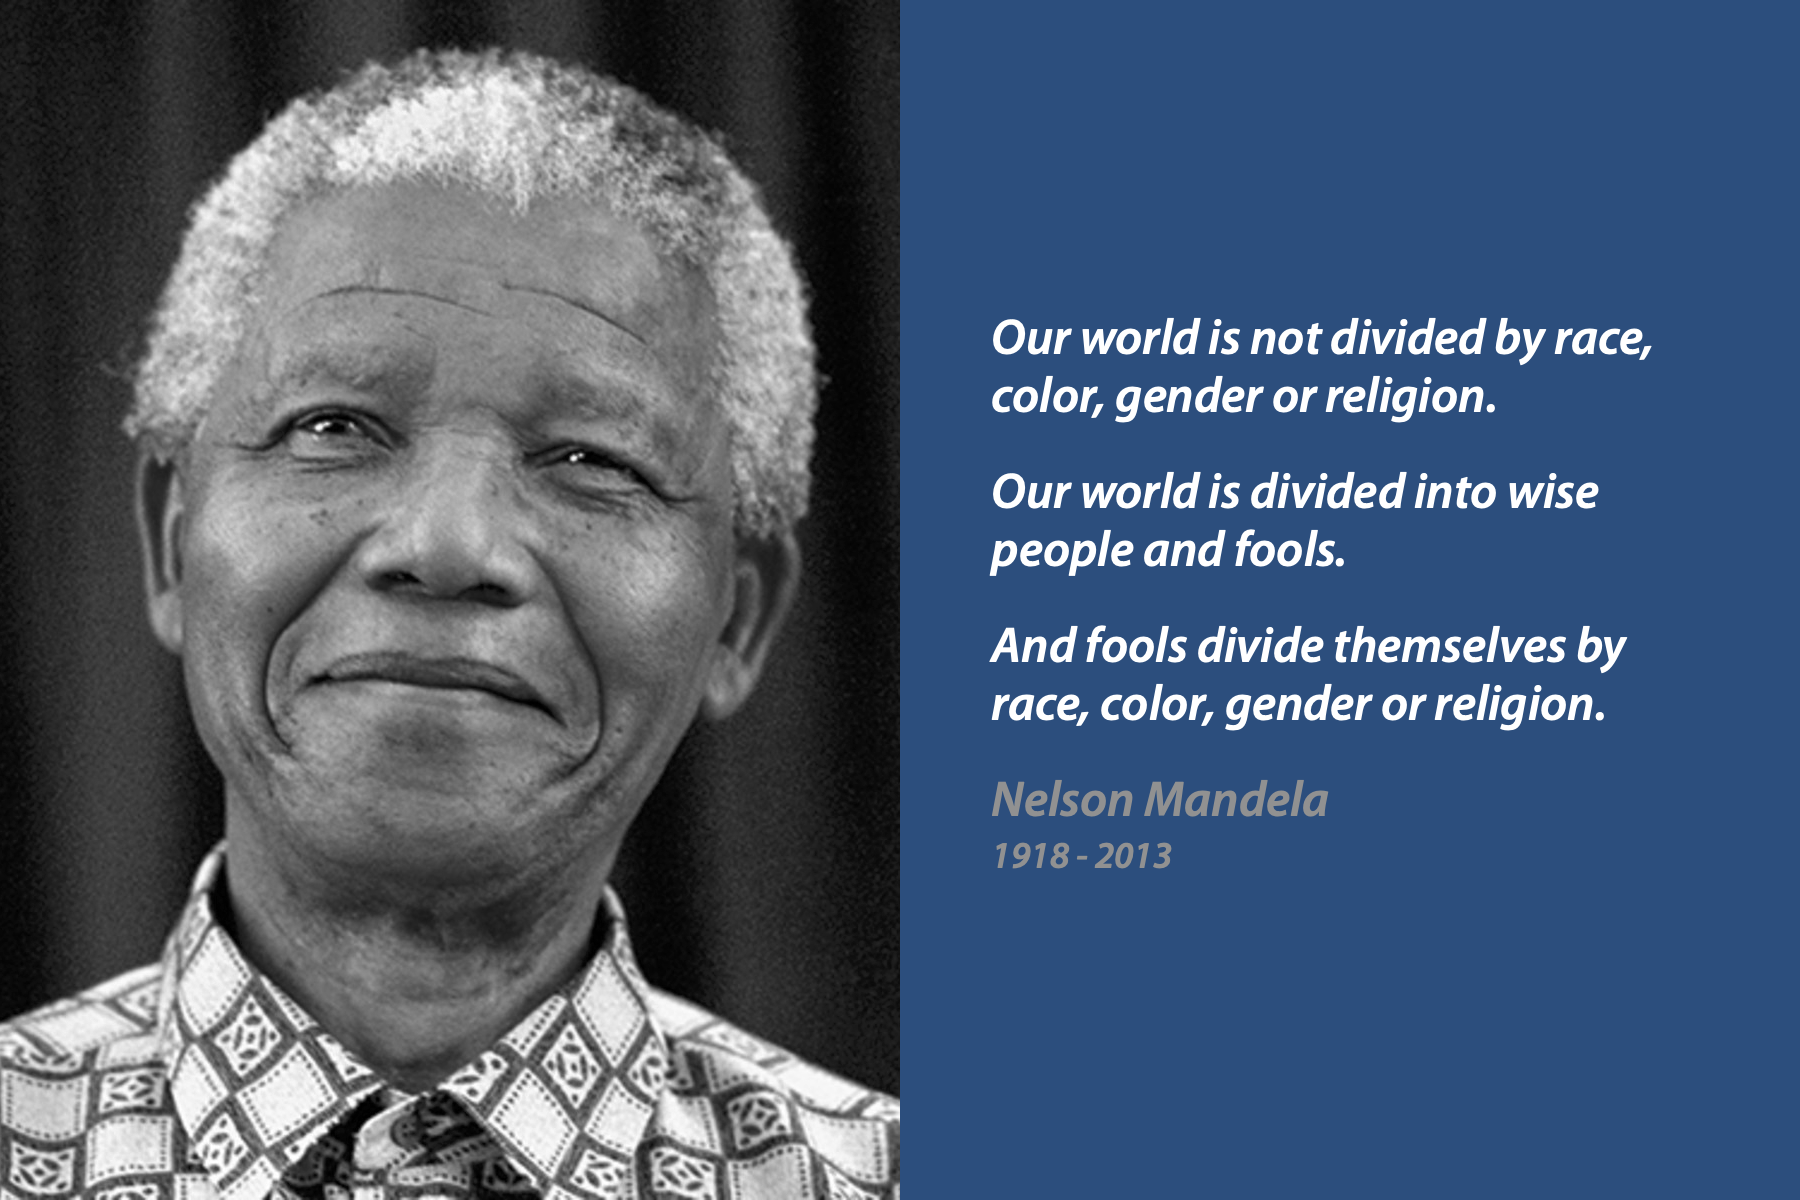 Our world is not divided by race,
color, gender or religion.
Our world is divided into wise
people and fools.
And fools divide themselves by
race, color, gender or religion.
Nelson Mandela
1918 - 2013